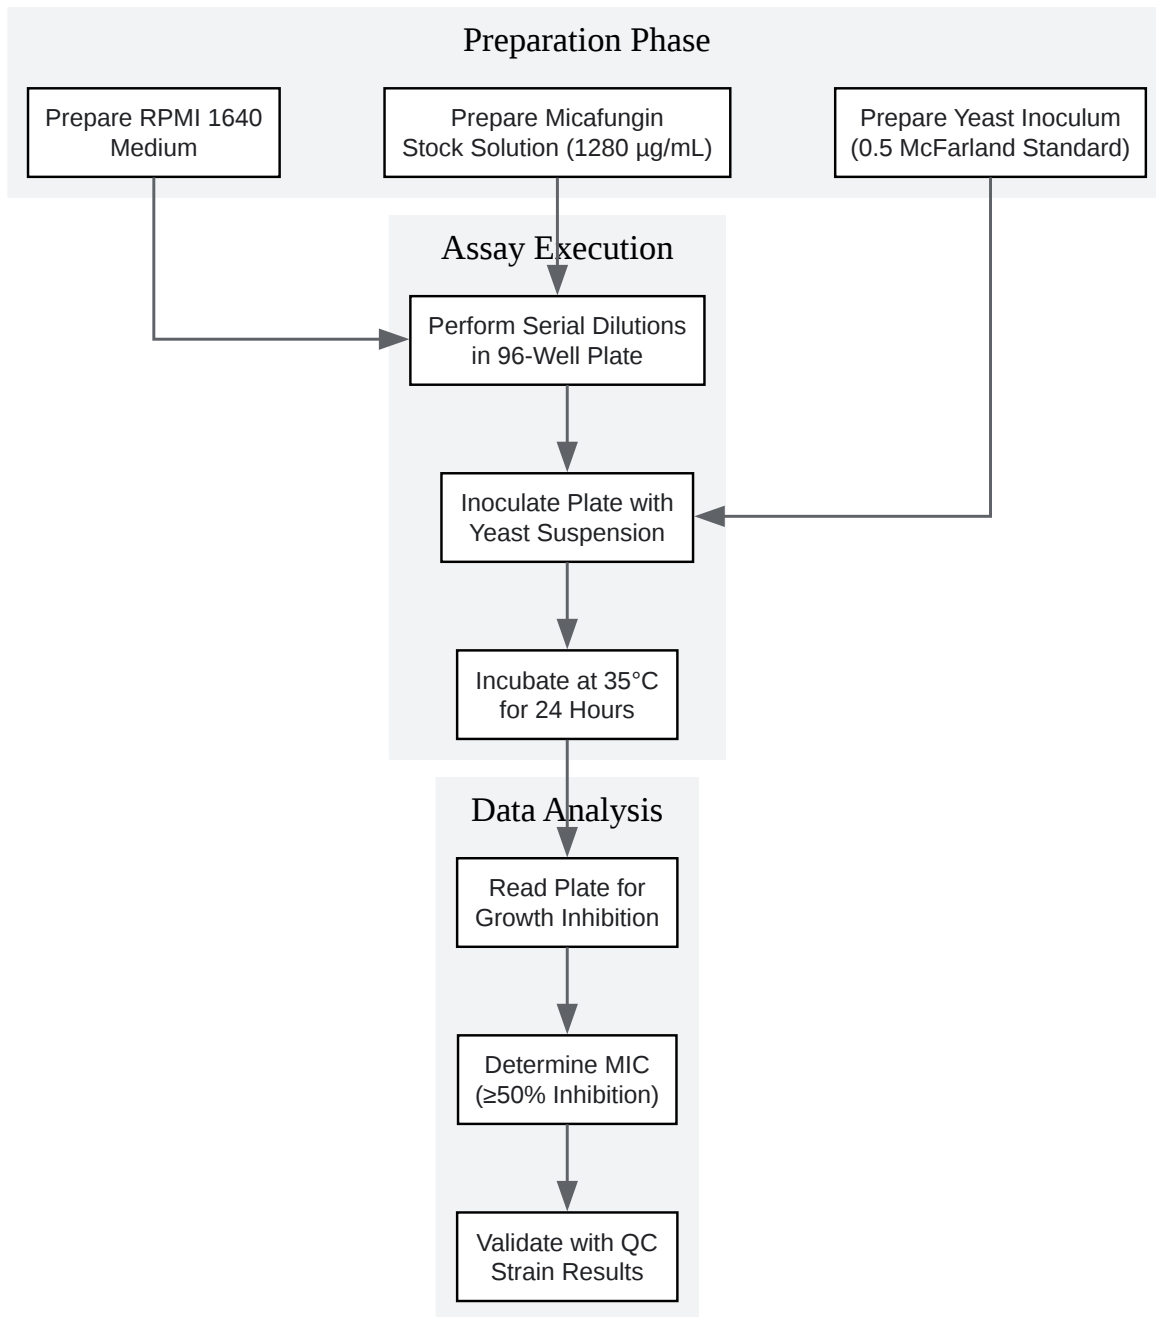 Preparation Phase
Prepare RPMI 1640
Medium
Prepare Micafungin
Stock Solution (1280 µg/mL)
Prepare Yeast Inoculum
(0.5 McFarland Standard)
Assay Execution
Perform Serial Dilutions
in 96-Well Plate
Inoculate Plate with
Yeast Suspension
Incubate at 35°C
for 24 Hours
Data Analysis
Read Plate for
Growth Inhibition
Determine MIC
(≥50% Inhibition)
Validate with QC
Strain Results